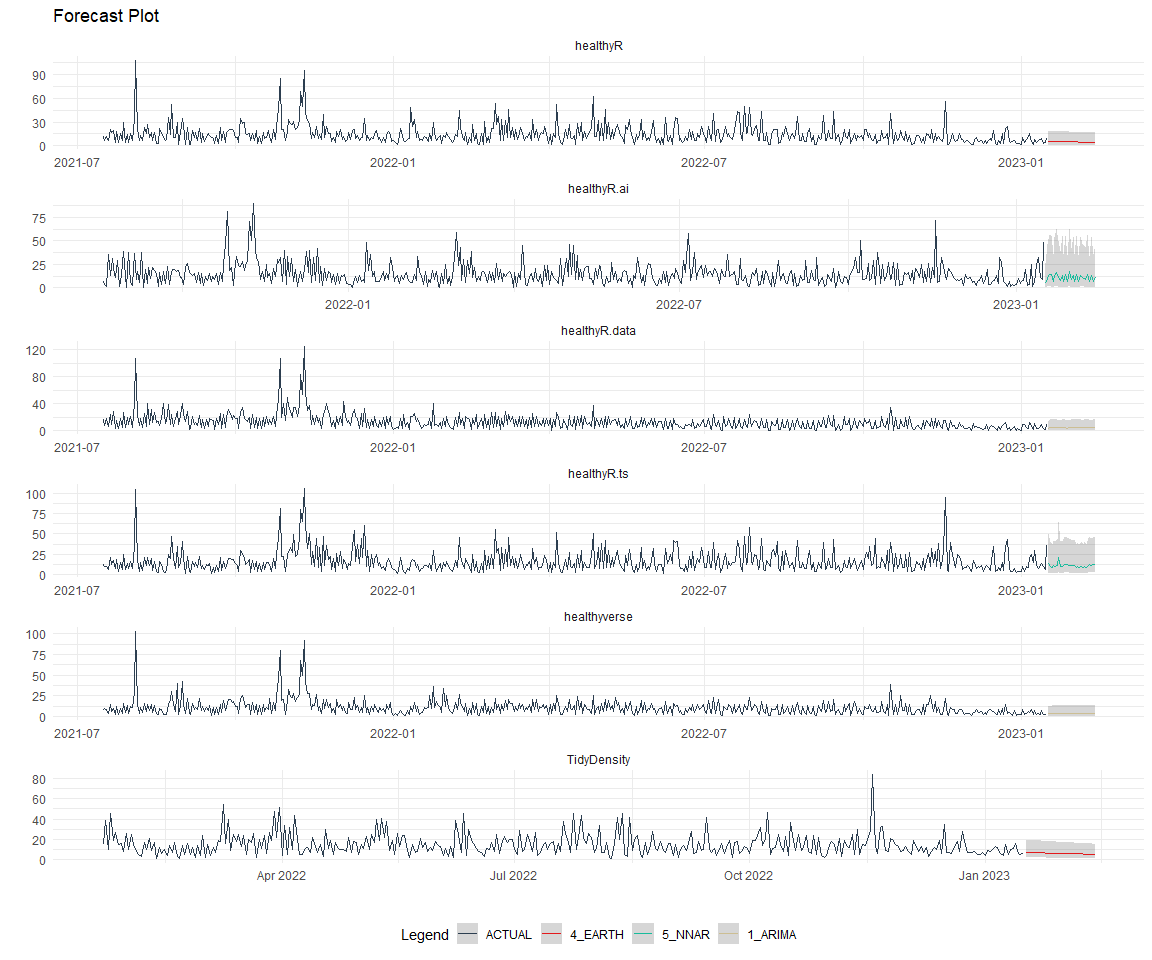 Forecast Plot
healthyR
90
60
30
0
2021-07 2022-01 2022-07 2023-01
healthyR.ai
75
50
25
0
2022-01 2022-07 2023-01
healthyR.data
120
80
40
0
2021-07 2022-01 2022-07 2023-01
healthyR.ts
100
75
50
25
0
2021-07 2022-01 2022-07 2023-01
healthyverse
100
75
50
25
0
2021-07 2022-01 2022-07 2023-01
TidyDensity
80
60
40
20
0
Apr 2022 Jul 2022 Oct 2022 Jan 2023
Legend ACTUAL 4_EARTH 5_NNAR 1_ARIMA